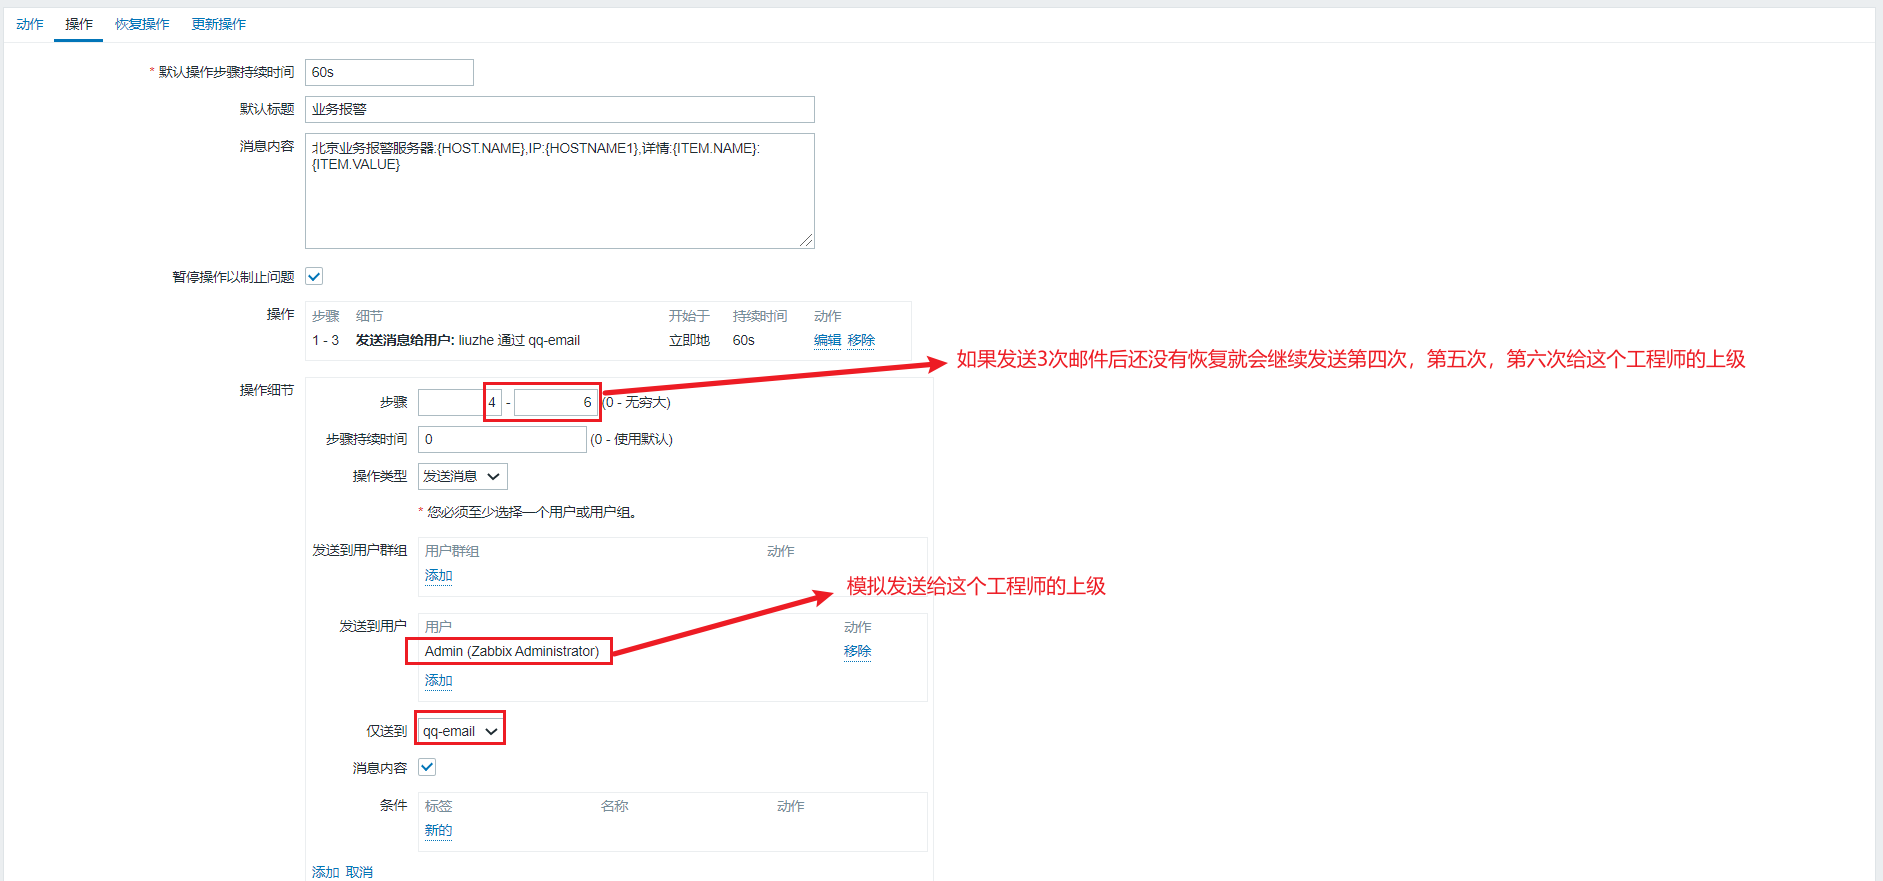 动作 操作 恢复操作 更新操作
* 默认操作步骤持续时间 60s
默认标题 业务报警
消息内容 北京业务报警服务器:{HOST.NAME},IP:{HOSTNAME1},详情:{ITEM.NAME}:
{ITEM.VALUE}
暂停操作以制止问题
操作 步骤 细节 开始于 持续时间 动作
1 - 3 发送消息给用户: liuzhe 通过 qq-email 立即地 60s 编辑 移除
如果发送3次邮件后还没有恢复就会继续发送第四次，第五次，第六次给这个工程师的上级
操作细节
步骤 4 - 6 (0 - 无穷大)
步骤持续时间 0 (0 - 使用默认)
操作类型 发送消息
* 您必须至少选择一个用户或用户组。
发送到用户群组 用户群组 动作
添加
模拟发送给这个工程师的上级
发送到用户 用户 动作
Admin (Zabbix Administrator) 移除
添加
仅送到 qq-email
消息内容
条件 标签 名称 动作
新的
添加 取消